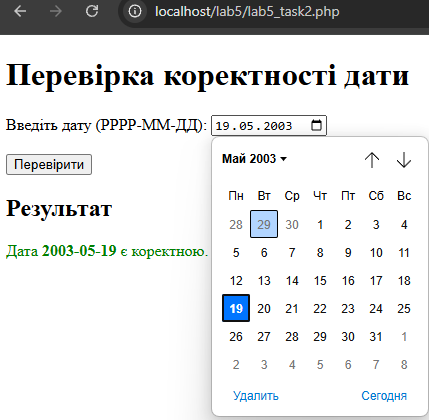 localhost/lab5/lab5_task2.php
Перевірка коректності дати
Введіть дату (РРРР-ММ-ДД): 19.05.2003
Перевірити
Результат
Дата 2003-05-19 є коректною.
Май 2003
Пн Вт Ср Чт Пт Сб Вс
28 29 30 1 2 3 4
5 6 7 8 9 10 11
12 13 14 15 16 17 18
19 20 21 22 23 24 25
26 27 28 29 30 31 1
2 3 4 5 6 7 8
Удалить Сегодня